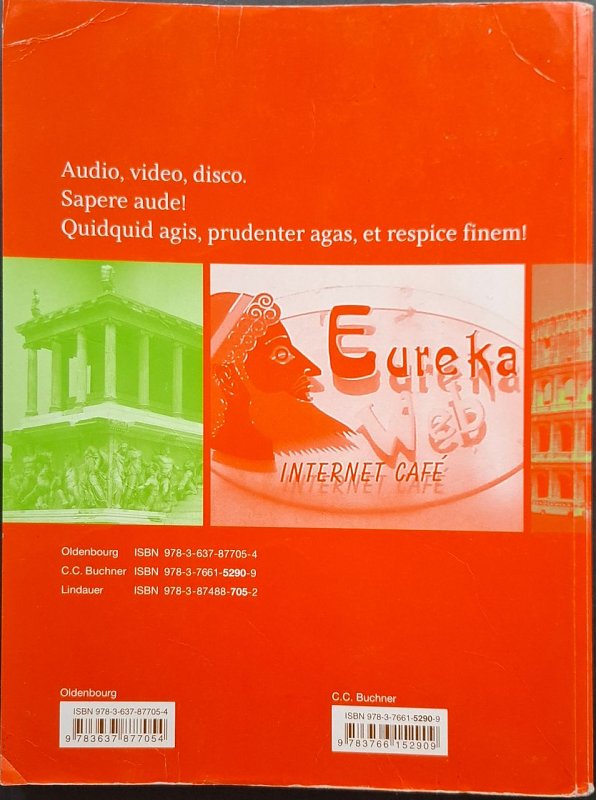 Audio, video, disco.
Sapere aude!
Quidquid agis, prudenter agas, et respice finem!
Eureka
Web
INTERNET CAFÉ
Oldenbourg ISBN 978-3-637-87705-4
C.C. Buchner ISBN 978-3-7661-5290-9
Lindauer ISBN 978-3-87488-705-2
Oldenbourg
ISBN 978-3-637-87705-4
9 783637 877054
C.C. Buchner
ISBN 978-3-7661-5290-9
9 783766 152909